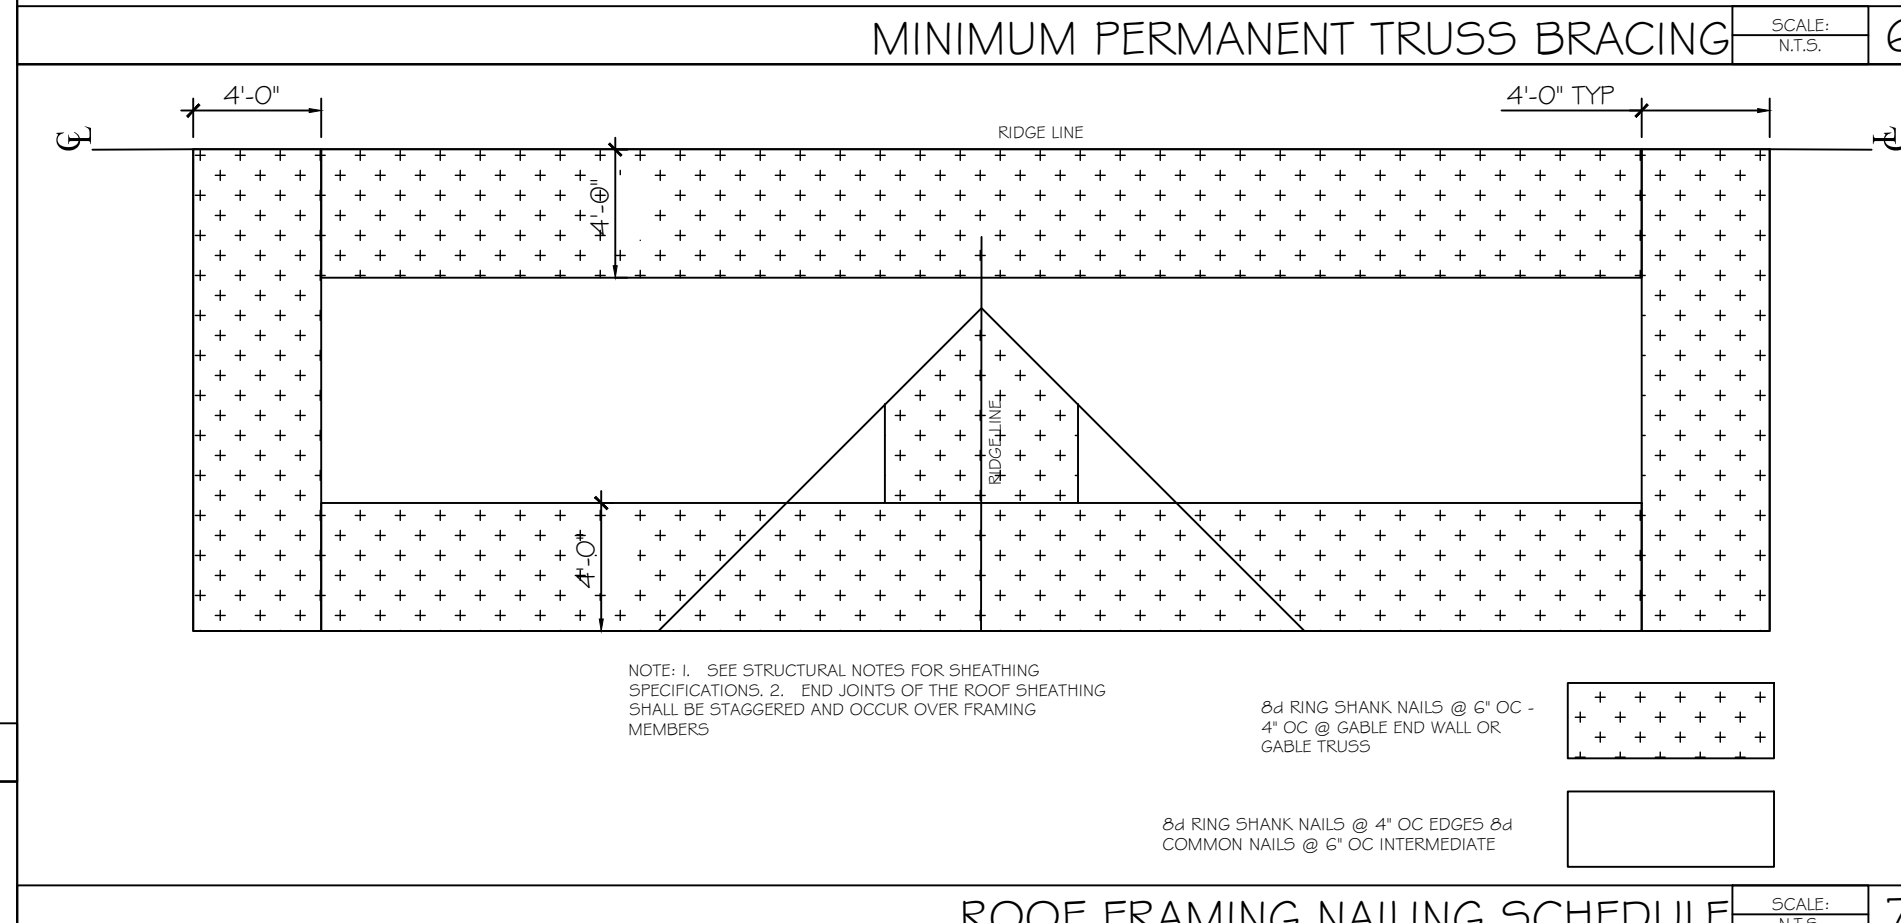 MINIMUM PERMANENT TRUSS BRACING
SCALE:
N.T.S.
6
4'-0"
4'-0" TYP
CL
RIDGE LINE
CL
4'-0"
RIDGE LINE
4'-0"
NOTE: 1. SEE STRUCTURAL NOTES FOR SHEATHING
SPECIFICATIONS. 2. END JOINTS OF THE ROOF SHEATHING
SHALL BE STAGGERED AND OCCUR OVER FRAMING
MEMBERS
8d RING SHANK NAILS @ 6" OC -
4" OC @ GABLE END WALL OR
GABLE TRUSS
8d RING SHANK NAILS @ 4" OC EDGES 8d
COMMON NAILS @ 6" OC INTERMEDIATE
ROOF FRAMING NAILING SCHEDULE
SCALE:
N.T.S.